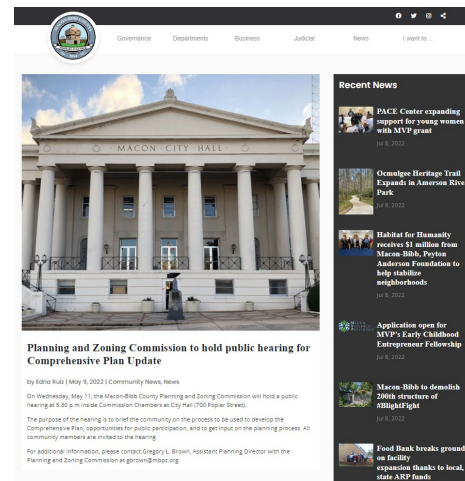 Governance Departments Business Judicial News I want to...
MACON CITY HALL
Planning and Zoning Commission to hold public hearing for
Comprehensive Plan Update
by Edna Ruiz | May 9, 2022 | Community News, News
On Wednesday, May 11, the Macon-Bibb County Planning and Zoning Commission will hold a public
hearing at 5:30 p.m inside Commission Chambers at City Hall (700 Poplar Street).
The purpose of the hearing is to brief the community on the process to be used to develop the
Comprehensive Plan, opportunities for public participation, and to get input on the planning process. All
community members are invited to the hearing.
For additional information, please contact Gregory L. Brown, Assistant Planning Director with the
Planning and Zoning Commission at gbrown@mbpz.org.
Recent News
PACE Center expanding
support for young women
with MVP grant
Jul 8, 2022
Ocmulgee Heritage Trail
Expands in Amerson Rive
Park
Jul 8, 2022
Habitat for Humanity
receives $1 million from
Macon-Bibb, Peyton
Anderson Foundation to
help stabilize
neighborhoods
Jul 8, 2022
Application open for
MVP's Early Childhood
Entrepreneur Fellowship
Jul 8, 2022
Macon-Bibb to demolish
200th structure of
#BlightFight
Jul 8, 2022
Food Bank breaks ground
on facility
expansion thanks to local,
state ARP funds